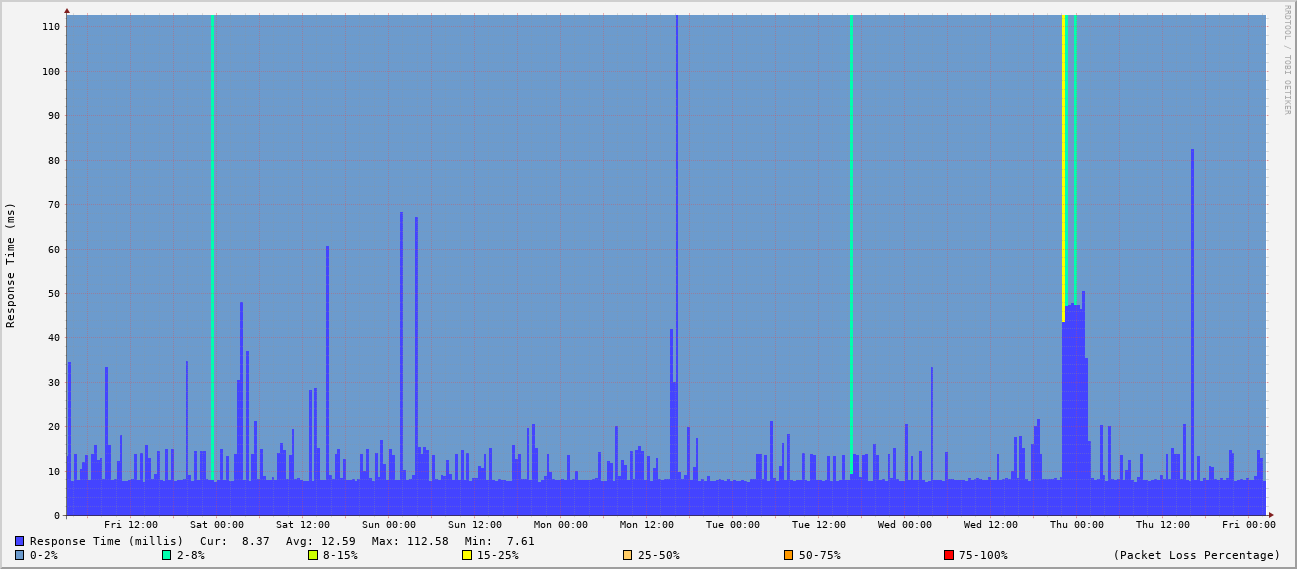 RRDTOOL / TOBI OETIKER
Response Time (ms)
110
100
90
80
70
60
50
40
30
20
10
0
Fri 12:00 Sat 00:00 Sat 12:00 Sun 00:00 Sun 12:00 Mon 00:00 Mon 12:00 Tue 00:00 Tue 12:00 Wed 00:00 Wed 12:00 Thu 00:00 Thu 12:00 Fri 00:00
Response Time (millis) Cur: 8.37 Avg: 12.59 Max: 112.58 Min: 7.61
0-2% 2-8% 8-15% 15-25% 25-50% 50-75% 75-100% (Packet Loss Percentage)